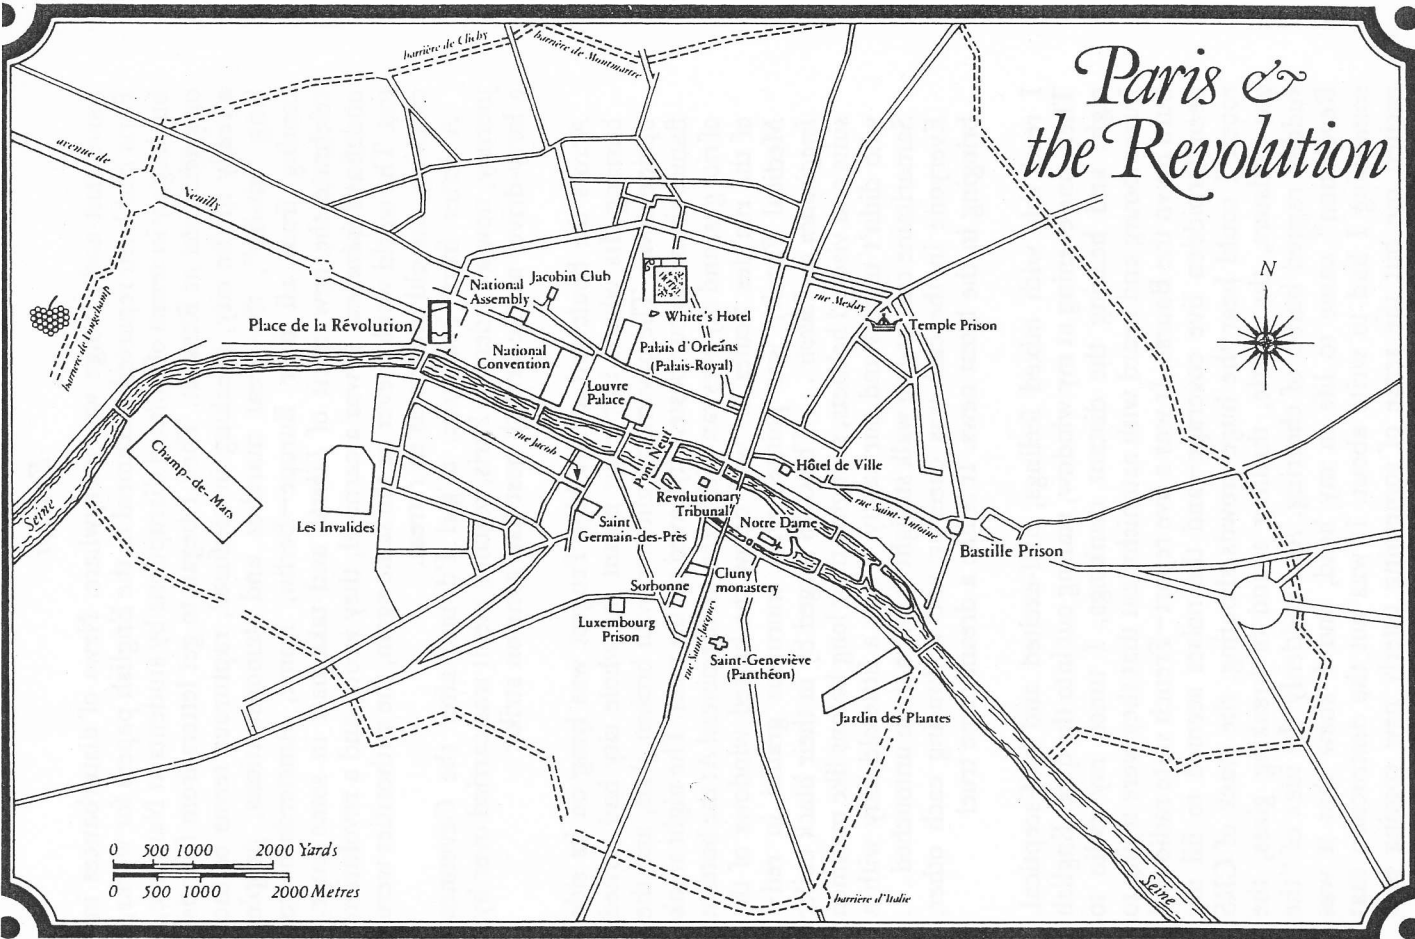 Paris &
the Revolution
barrière de Clichy
barrière de Montmartre
avenue de
Neuilly
barrière de Longchamp
N
National
Assembly
Jacobin Club
White's Hotel
rue Meslay
Temple Prison
Place de la Révolution
National
Convention
Palais d'Orléans
(Palais-Royal)
Louvre
Palace
rue Jacob
Pont Neuf
Hôtel de Ville
rue Saint-Antoine
Champ-de-Mars
Seine
Les Invalides
Revolutionary
Tribunal
Saint
Germain-des-Près
Notre Dame
Bastille Prison
Cluny
monastery
Sorbonne
Luxembourg
Prison
rue Saint-Jacques
Saint-Geneviève
(Panthéon)
Jardin des Plantes
0 500 1000 2000 Yards
0 500 1000 2000 Metres
barrière d'Italie
Seine